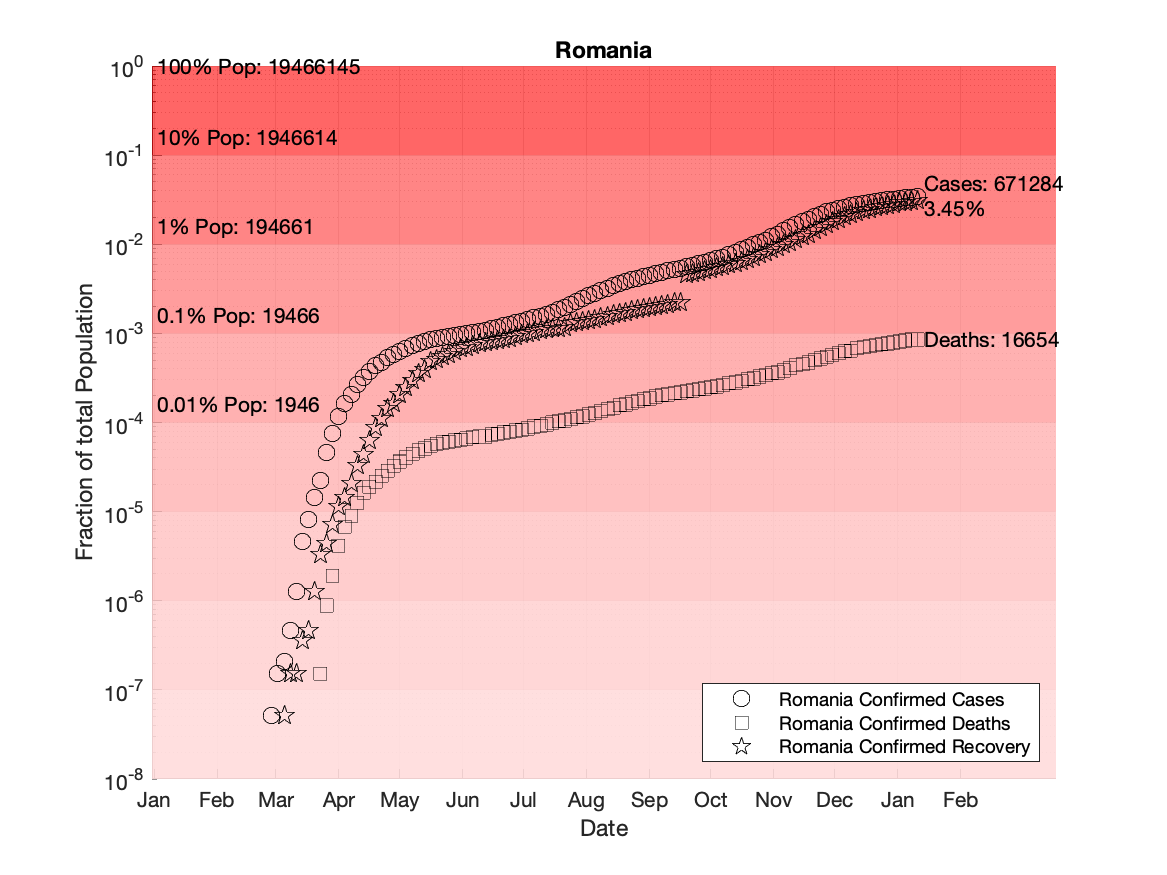 Romania
10^0
100% Pop: 19466145
10% Pop: 1946614
10^-1
Cases: 671284
3.45%
1% Pop: 194661
10^-2
0.1% Pop: 19466
10^-3
Deaths: 16654
0.01% Pop: 1946
10^-4
10^-5
10^-6
10^-7
10^-8
Fraction of total Population
Romania Confirmed Cases
Romania Confirmed Deaths
Romania Confirmed Recovery
Jan Feb Mar Apr May Jun Jul Aug Sep Oct Nov Dec Jan Feb
Date